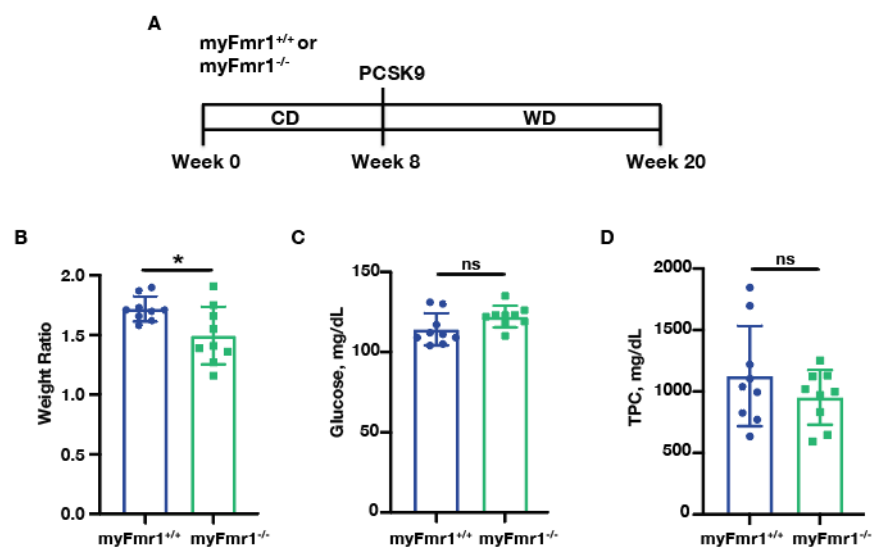 A
myFmr1+/+ or
myFmr1-/-
PCSK9
CD
WD
Week 0
Week 8
Week 20
B
*
2.0
1.5
1.0
0.5
0.0
Weight Ratio
myFmr1+/+
myFmr1-/-
C
ns
150
100
50
0
Glucose, mg/dL
myFmr1+/+
myFmr1-/-
D
ns
2000
1500
1000
500
0
TPC, mg/dL
myFmr1+/+
myFmr1-/-